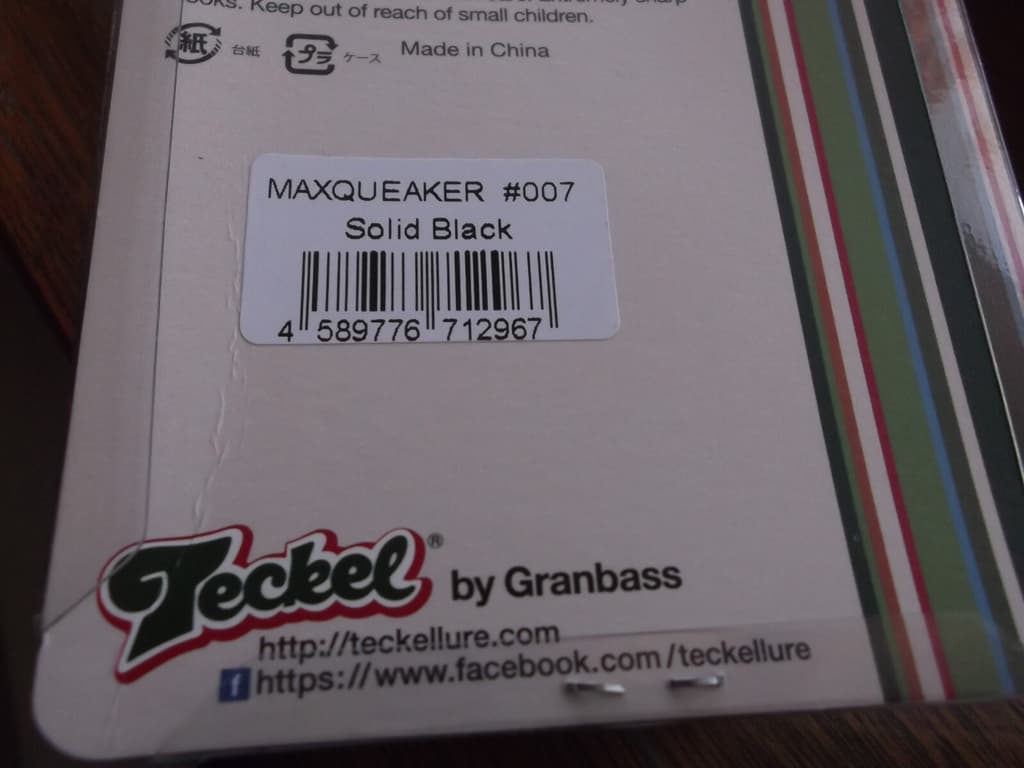 Keep out of reach of small children.
紙 台紙 プラ ケース Made in China
MAXQUEAKER #007
Solid Black
4 589776 712967
Teckel® by Granbass
http://teckellure.com
f https://www.facebook.com/teckellure